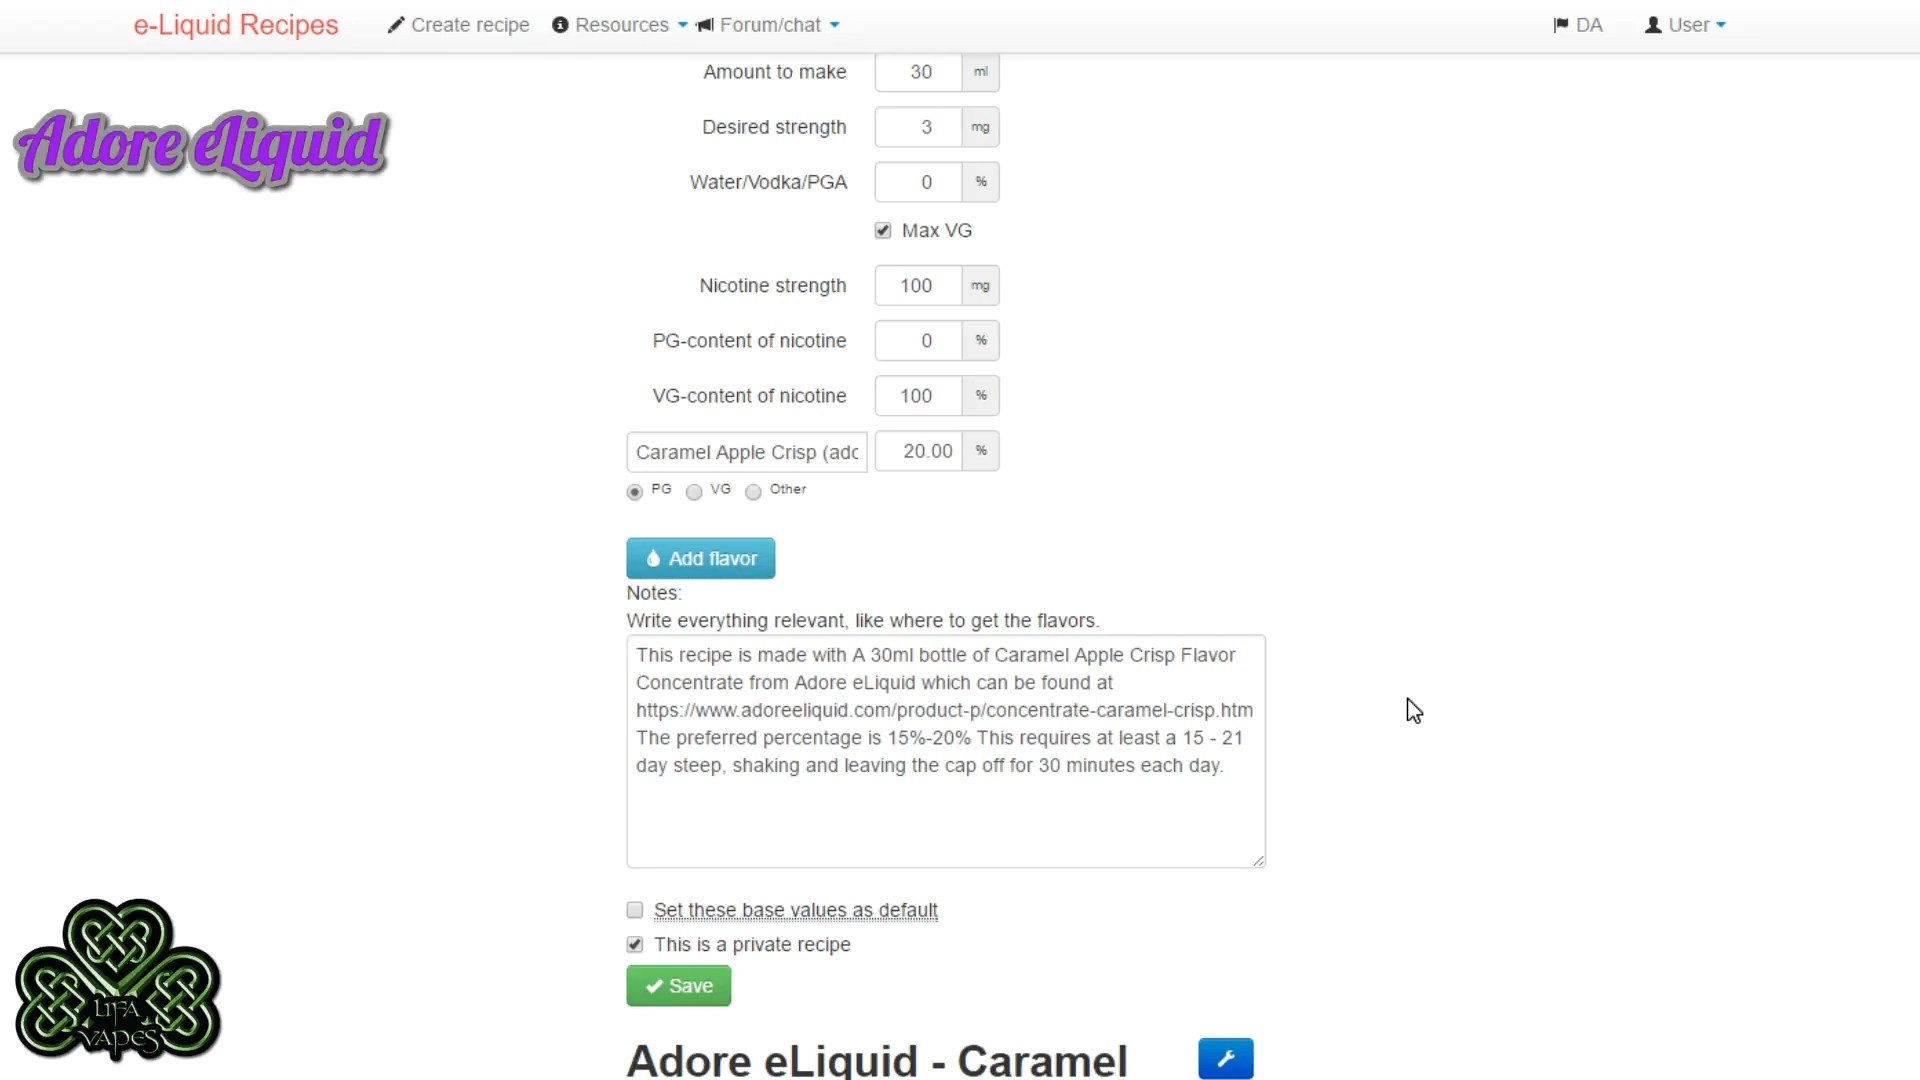 e-Liquid Recipes Create recipe Resources Forum/chat DA User
Amount to make 30 ml
Adore eLiquid
Desired strength 3 mg
Water/Vodka/PGA 0 %
Max VG
Nicotine strength 100 mg
PG-content of nicotine 0 %
VG-content of nicotine 100 %
Caramel Apple Crisp (adc 20.00 %
PG VG Other
Add flavor
Notes:
Write everything relevant, like where to get the flavors.
This recipe is made with A 30ml bottle of Caramel Apple Crisp Flavor
Concentrate from Adore eLiquid which can be found at
https://www.adoreeliquid.com/product-p/concentrate-caramel-crisp.htm
The preferred percentage is 15%-20% This requires at least a 15 - 21
day steep, shaking and leaving the cap off for 30 minutes each day.
Set these base values as default
This is a private recipe
Save
LIFA
VAPES
Adore eLiquid - Caramel